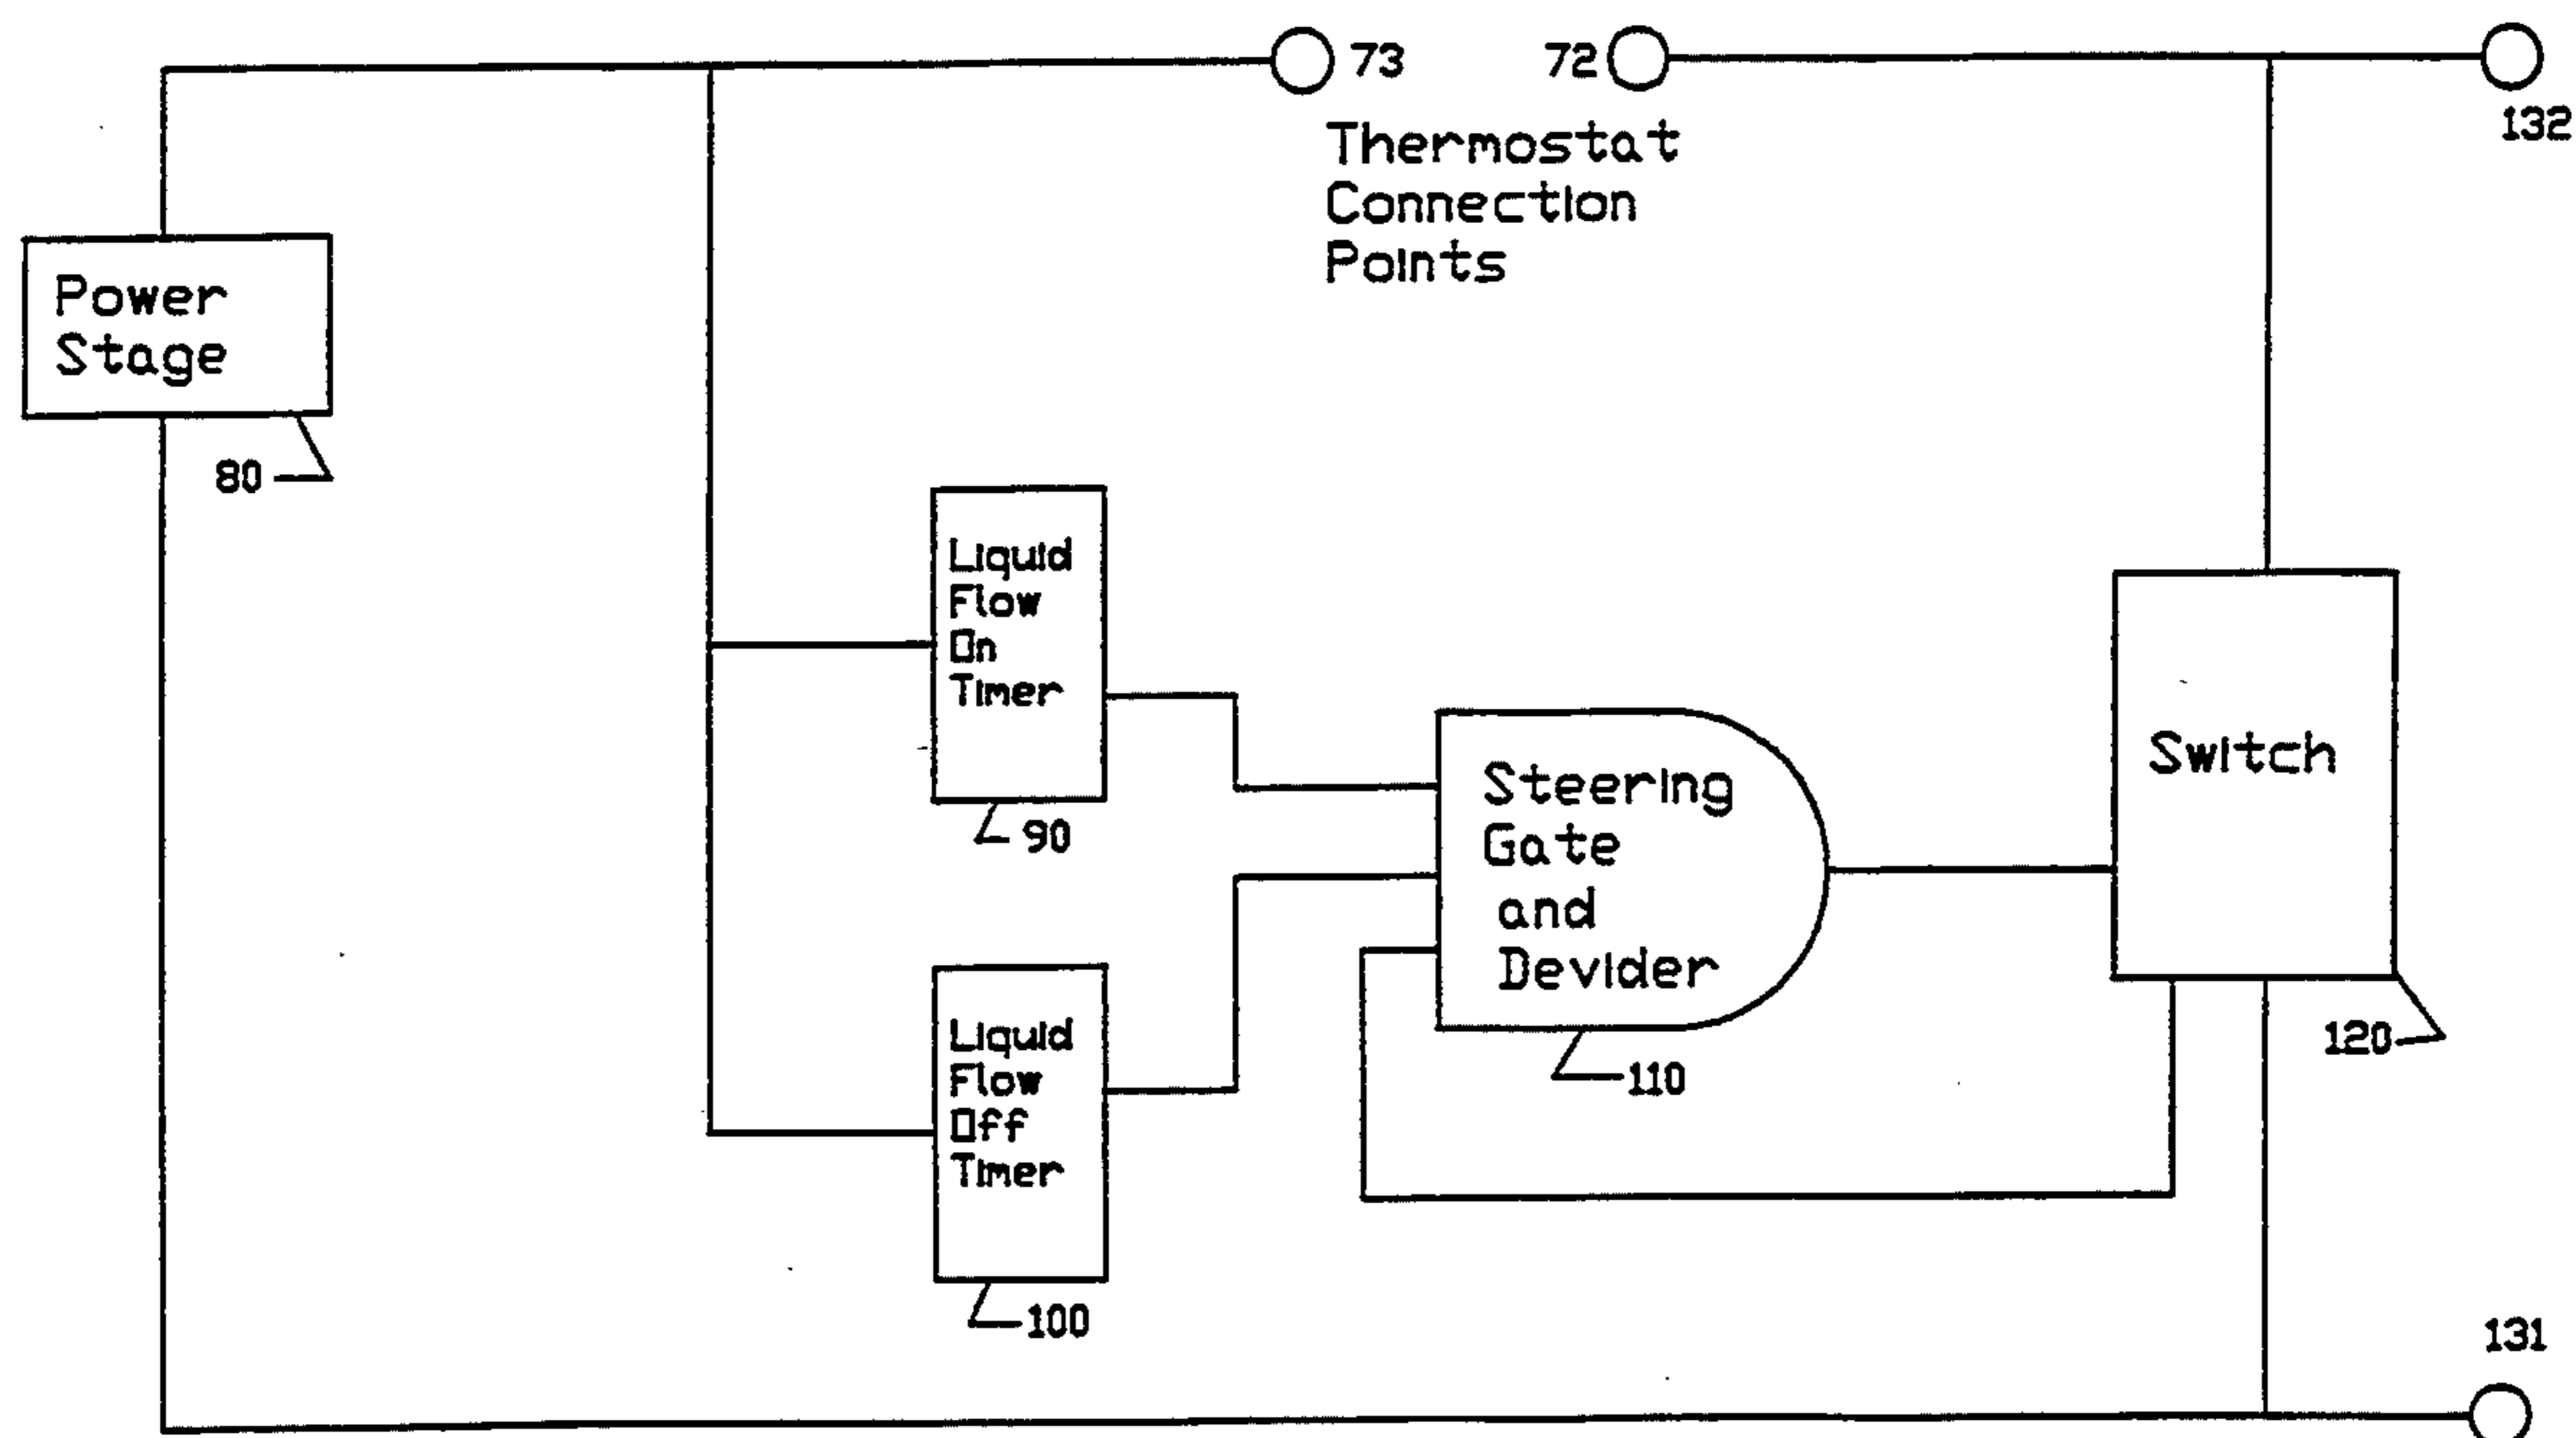 73
72
132
Thermostat
Connection
Points
Power
Stage
80
Liquid
Flow
On
Timer
90
Steering
Gate
and
Devider
110
Switch
120
Liquid
Flow
Off
Timer
100
131